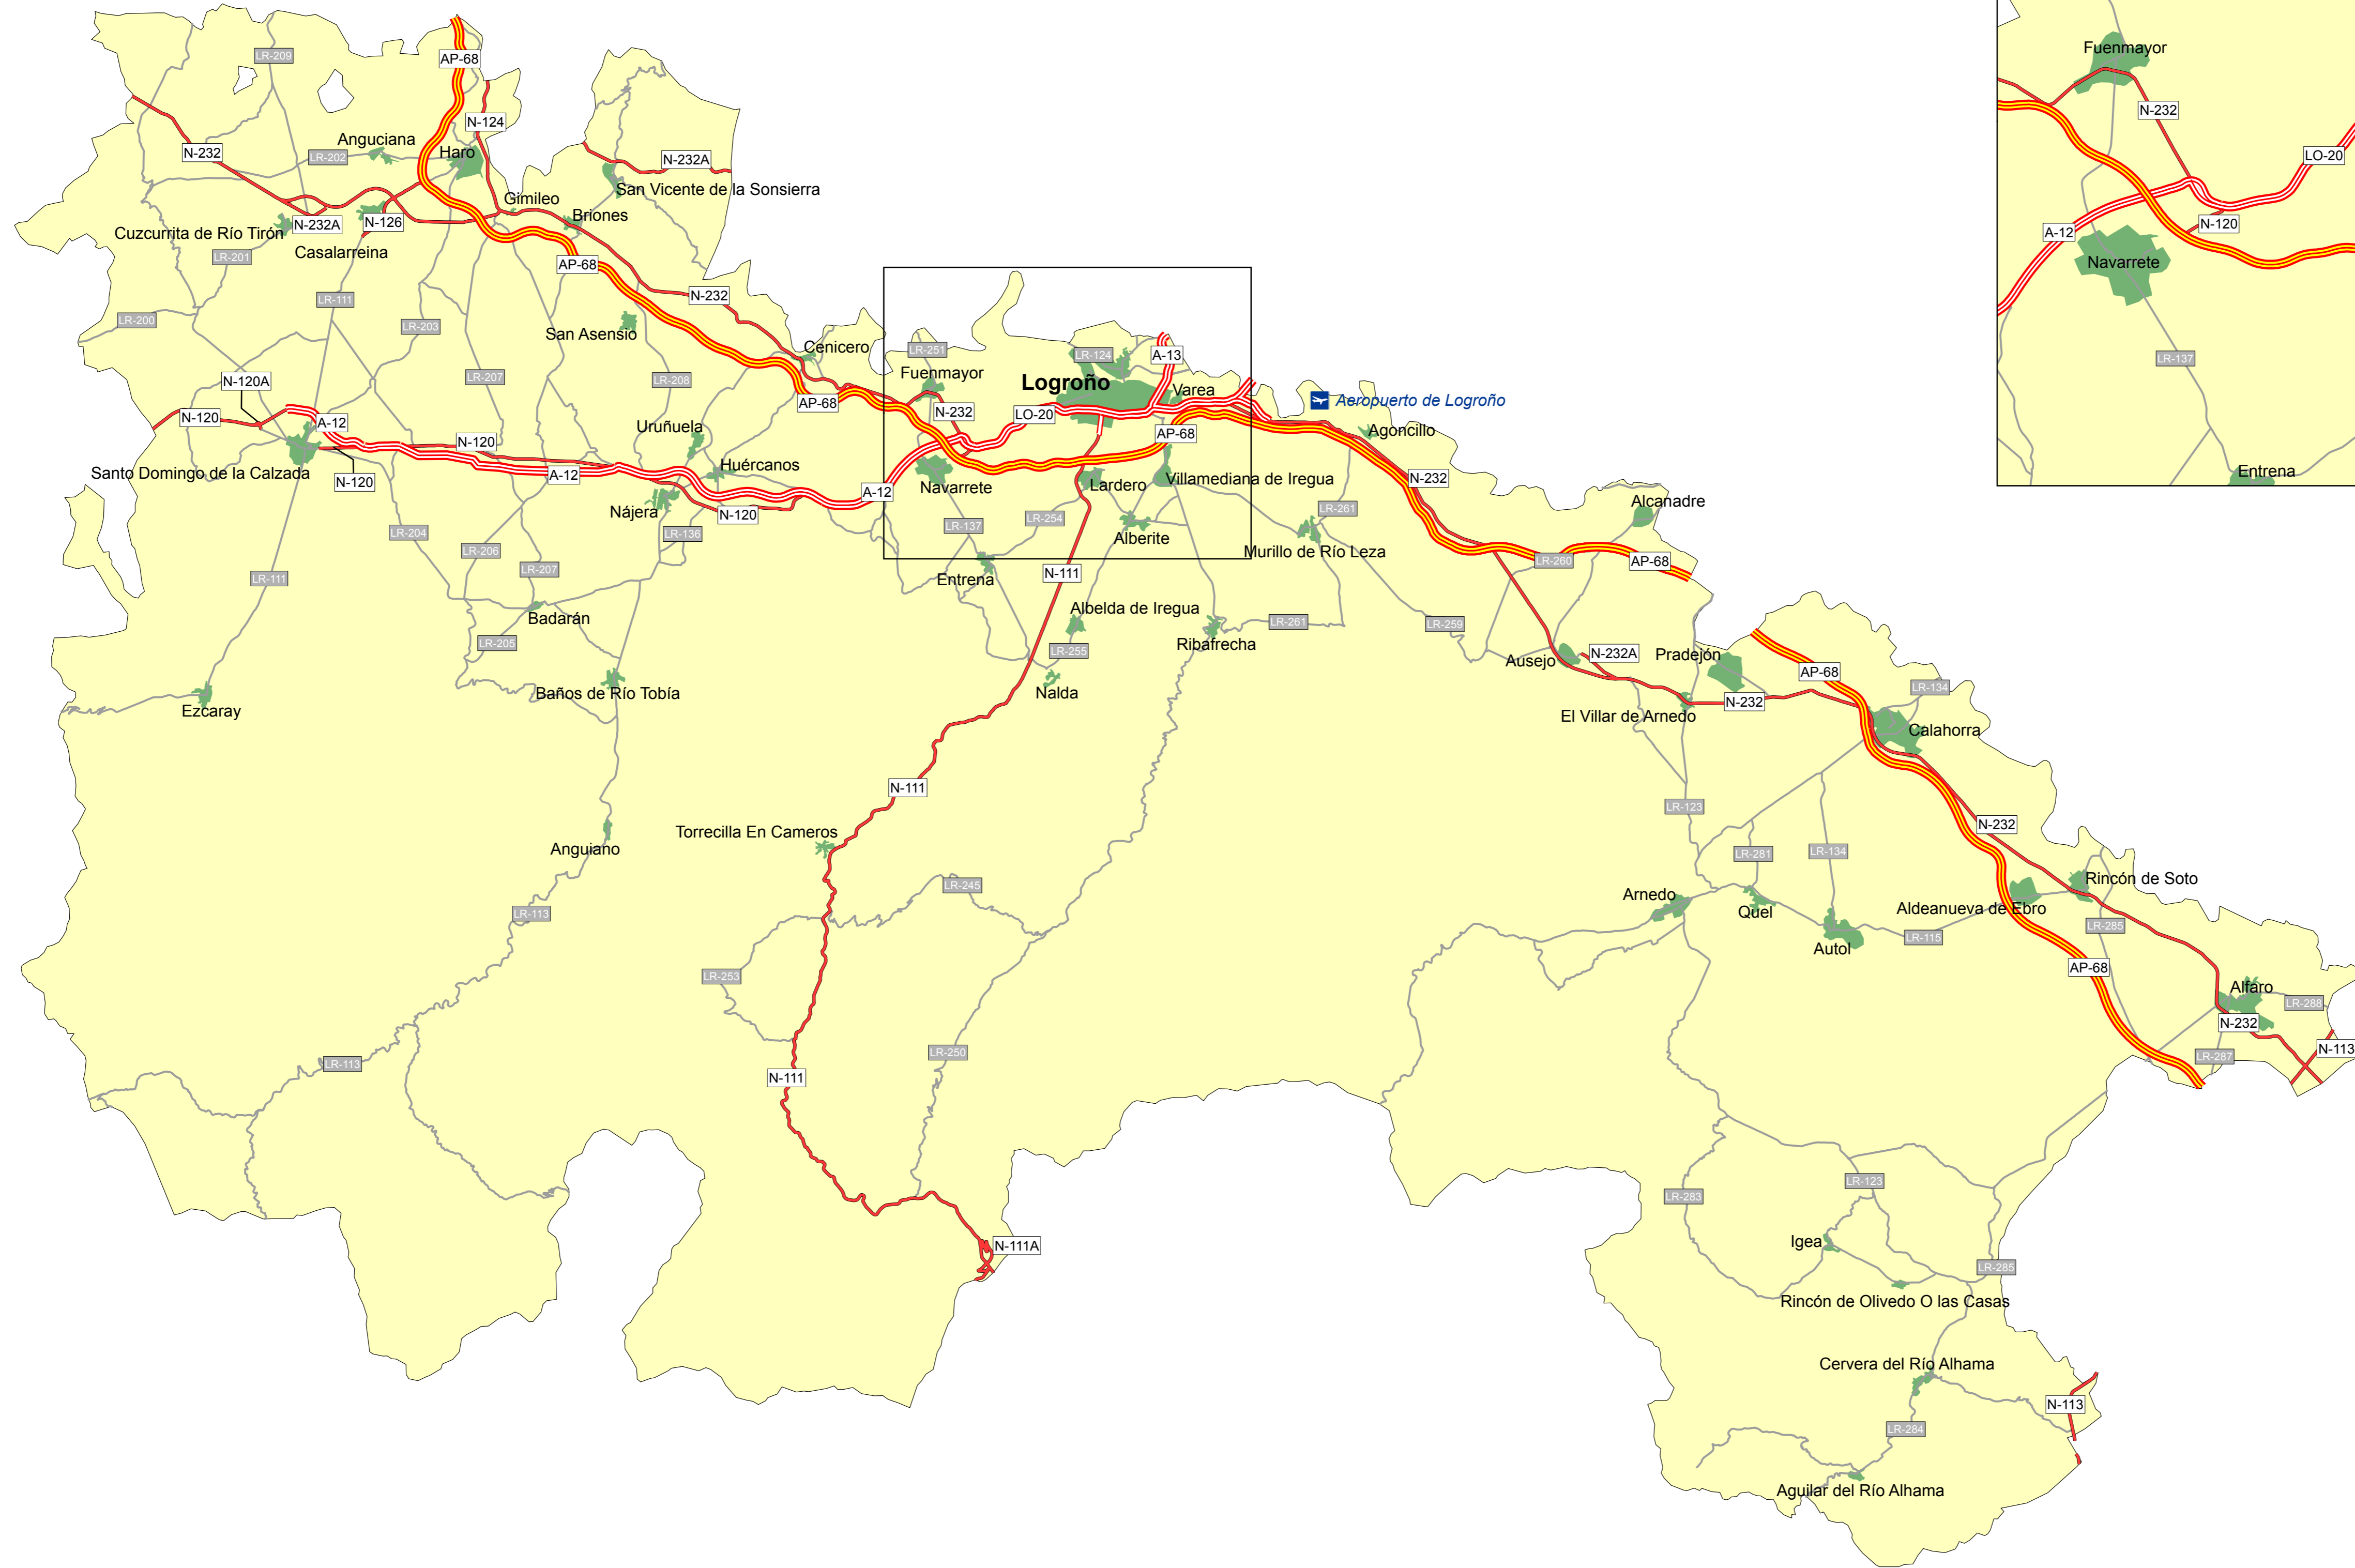 LR-209
AP-68
N-124
N-232
LR-202
Anguciana
Haro
N-232A
San Vicente de la Sonsierra
Gimileo
Briones
Cuzcurrita de Río Tirón
N-232A
N-126
Casalarreina
LR-201
AP-68
N-232
LR-111
LR-200
LR-203
San Asensio
Cenicero
LR-251
Fuenmayor
LR-124
A-13
Logroño
Varea
Aeropuerto de Logroño
N-120A
LR-207
LR-208
AP-68
N-232
LO-20
N-120
A-12
N-120
Uruñuela
AP-68
Agoncillo
Santo Domingo de la Calzada
N-120
A-12
Huércanos
A-12
Navarrete
Lardero
Villamediana de Iregua
N-232
Nájera
N-120
LR-137
LR-254
LR-261
Alcanadre
LR-204
LR-136
Alberite
Murillo de Río Leza
LR-206
LR-207
LR-111
Entrena
N-111
LR-260
AP-68
Badarán
Albelda de Iregua
LR-261
LR-259
LR-205
LR-255
Ribafrecha
Ausejo
N-232A
Pradejón
AP-68
Ezcaray
Baños de Río Tobía
Nalda
LR-134
El Villar de Arnedo
N-232
Calahorra
N-111
LR-123
N-232
Torrecilla En Cameros
Anguiano
LR-281
LR-134
LR-245
Arnedo
Quel
Rincón de Soto
Aldeanueva de Ebro
LR-113
LR-115
LR-285
Autol
LR-253
AP-68
Alfaro
LR-288
N-232
LR-113
LR-250
LR-287
N-113
N-111
LR-283
LR-123
N-111A
Igea
LR-285
Rincón de Olivedo O las Casas
Cervera del Río Alhama
N-113
LR-284
Aguilar del Río Alhama
Fuenmayor
N-232
LO-20
N-120
A-12
Navarrete
LR-137
Entrena